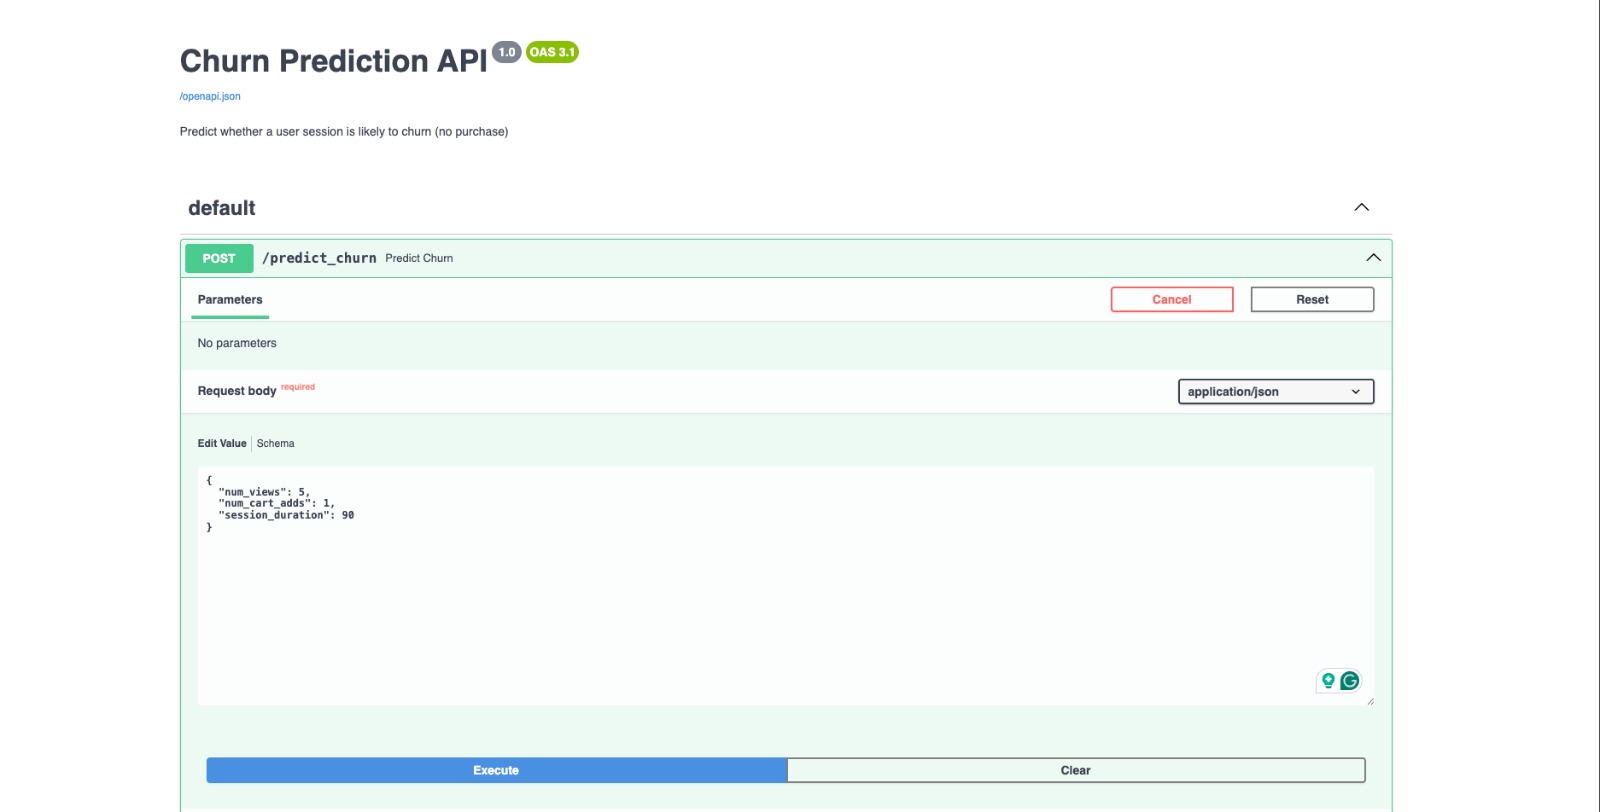 Churn Prediction API 1.0 OAS 3.1
/openapi.json
Predict whether a user session is likely to churn (no purchase)
default
POST /predict_churn Predict Churn
Parameters Cancel Reset
No parameters
Request body required application/json
Edit Value Schema
{
  "num_views": 5,
  "num_cart_adds": 1,
  "session_duration": 90
}
Execute Clear